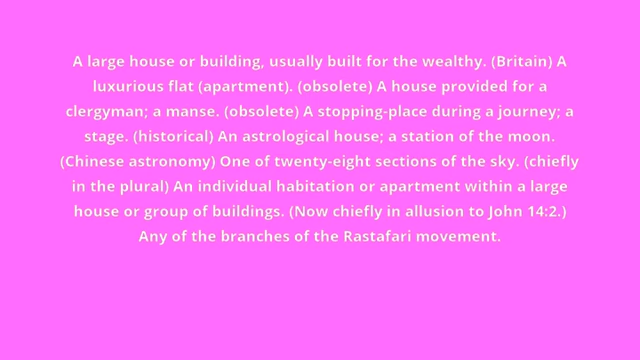 A large house or building, usually built for the wealthy. (Britain) A
luxurious flat (apartment). (obsolete) A house provided for a
clergyman; a manse. (obsolete) A stopping-place during a journey; a
stage. (historical) An astrological house; a station of the moon.
(Chinese astronomy) One of twenty-eight sections of the sky. (chiefly
in the plural) An individual habitation or apartment within a large
house or group of buildings. (Now chiefly in allusion to John 14:2.)
Any of the branches of the Rastafari movement.